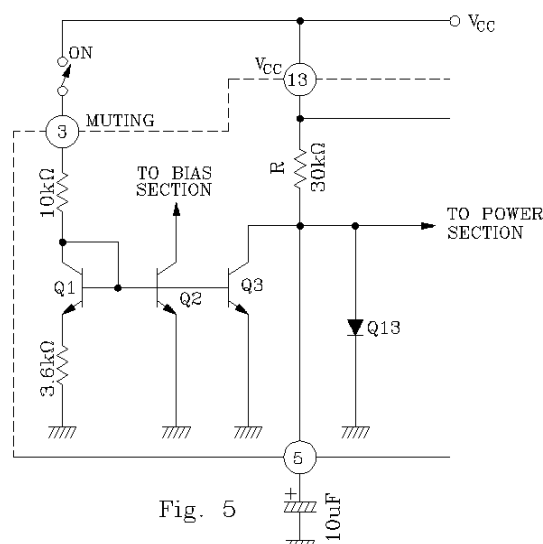 V_CC
ON
V_CC
13
3
MUTING
10kΩ
TO BIAS
SECTION
R
30kΩ
TO POWER
SECTION
Q1
Q2
Q3
Q13
3.6kΩ
5
+
10uF
Fig. 5